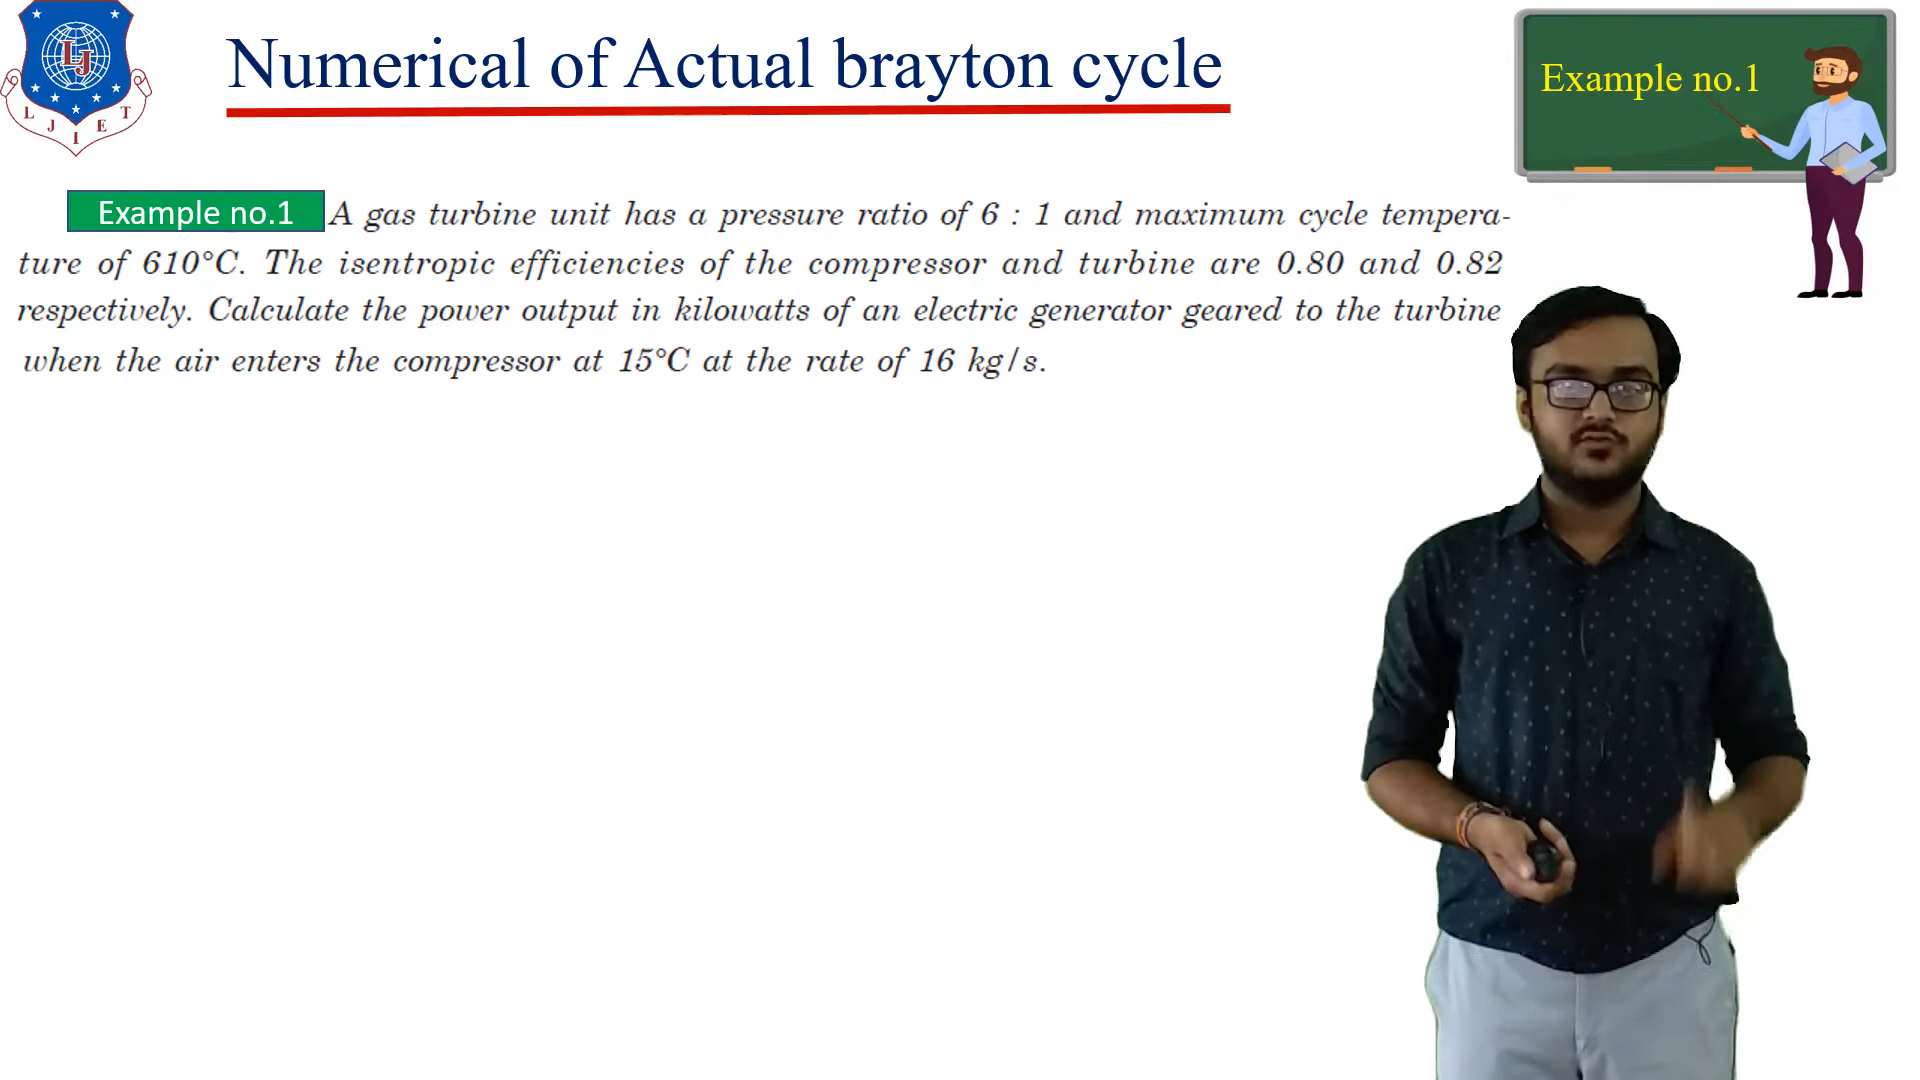 LJ
L J I E T
Numerical of Actual brayton cycle
Example no.1
Example no.1 A gas turbine unit has a pressure ratio of 6 : 1 and maximum cycle tempera-
ture of 610°C. The isentropic efficiencies of the compressor and turbine are 0.80 and 0.82
respectively. Calculate the power output in kilowatts of an electric generator geared to the turbine
when the air enters the compressor at 15°C at the rate of 16 kg/s.